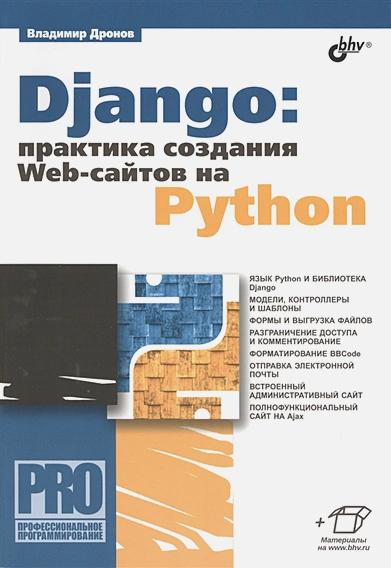 Владимир Дронов
bhv®
Django:
практика создания
Web-сайтов на
Python
ЯЗЫК Python И БИБЛИОТЕКА
Django
МОДЕЛИ, КОНТРОЛЛЕРЫ
И ШАБЛОНЫ
ФОРМЫ И ВЫГРУЗКА ФАЙЛОВ
РАЗГРАНИЧЕНИЕ ДОСТУПА
И КОММЕНТИРОВАНИЕ
ФОРМАТИРОВАНИЕ BBCode
ОТПРАВКА ЭЛЕКТРОННОЙ
ПОЧТЫ
ВСТРОЕННЫЙ
АДМИНИСТРАТИВНЫЙ САЙТ
ПОЛНОФУНКЦИОНАЛЬНЫЙ
САЙТ НА Ajax
PRO
ПРОФЕССИОНАЛЬНОЕ
ПРОГРАММИРОВАНИЕ
+
Материалы
на www.bhv.ru